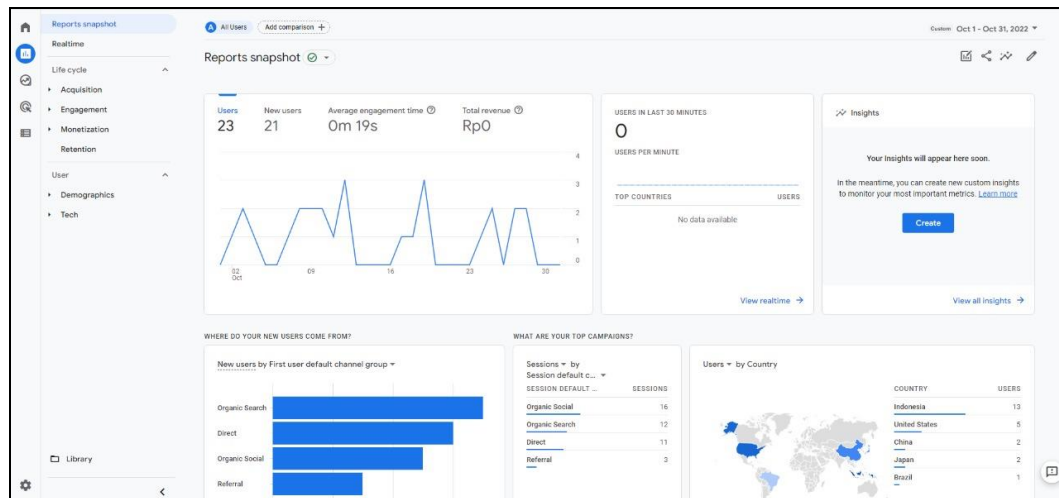 Reports snapshot
Realtime
Life cycle
Acquisition
Engagement
Monetization
Retention
User
Demographics
Tech
Library
A All Users Add comparison +
Custom Oct 1 - Oct 31, 2022
Reports snapshot
Users New users Average engagement time Total revenue
23 21 0m 19s Rp0
4
3
2
1
0
02 09 16 23 30
Oct
USERS IN LAST 30 MINUTES
0
USERS PER MINUTE
TOP COUNTRIES USERS
No data available
View realtime →
Insights
Your insights will appear here soon.
In the meantime, you can create new custom insights
to monitor your most important metrics. Learn more
Create
View all insights →
WHERE DO YOUR NEW USERS COME FROM?
New users by First user default channel group
Organic Search
Direct
Organic Social
Referral
WHAT ARE YOUR TOP CAMPAIGNS?
Sessions by
Session default c...
SESSION DEFAULT ... SESSIONS
Organic Social 16
Organic Search 12
Direct 11
Referral 3
Users by Country
COUNTRY USERS
Indonesia 13
United States 5
China 2
Japan 2
Brazil 1